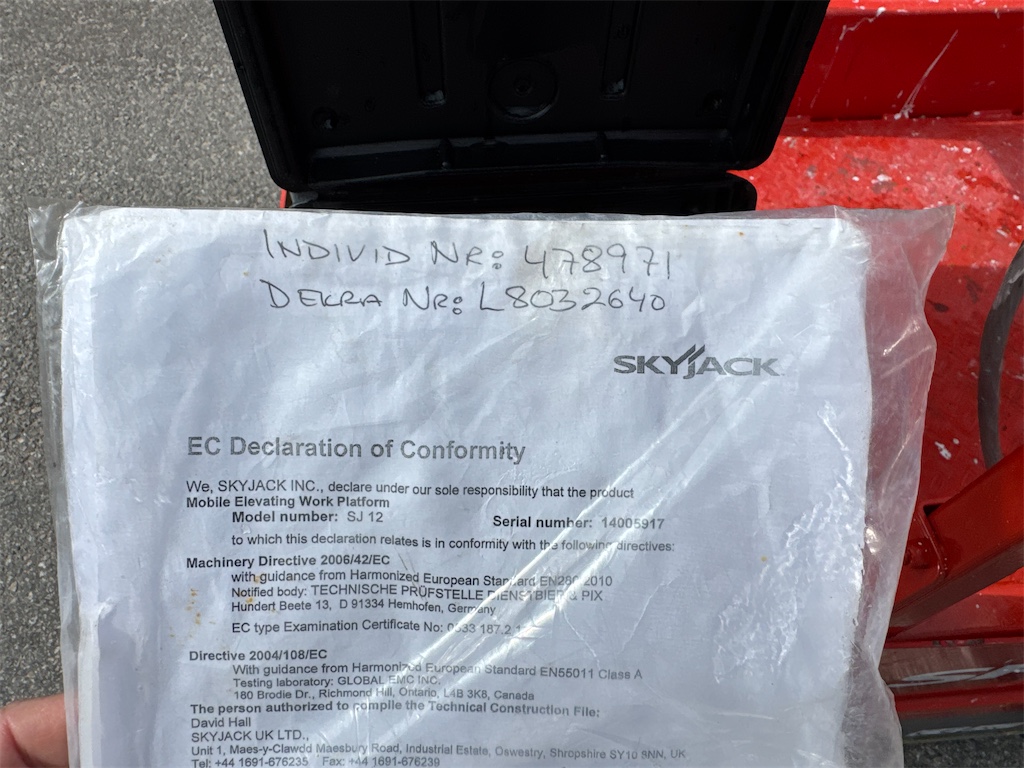 INDIVID NR: 478971
DEKRA NR: L8032640
SKYJACK
EC Declaration of Conformity
We, SKYJACK INC., declare under our sole responsibility that the product
Mobile Elevating Work Platform
Model number: SJ 12 Serial number: 14005917
to which this declaration relates is in conformity with the following directives:
Machinery Directive 2006/42/EC
with guidance from Harmonized European Standard EN280 2010
Notified body: TECHNISCHE PRÜFSTELLE DIENSTBIER & PIX
Hundert Beete 13, D 91334 Hemhofen, Germany
EC type Examination Certificate No:
Directive 2004/108/EC
With guidance from Harmonized European Standard EN55011 Class A
Testing laboratory: GLOBAL EMC INC.
180 Brodie Dr., Richmond Hill, Ontario, L4B 3K8, Canada
The person authorized to compile the Technical Construction File:
David Hall
SKYJACK UK LTD.,
Unit 1, Maes-y-Clawdd Maesbury Road, Industrial Estate, Oswestry, Shropshire SY10 8NN, UK
Tel: +44 1691-676235 Fax: +44 1691-676239